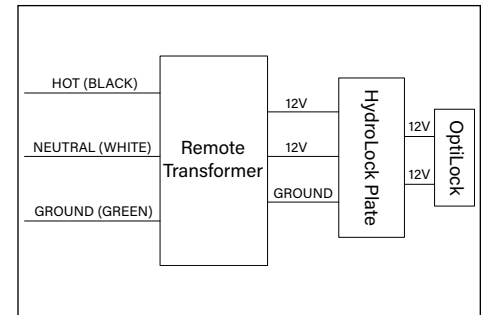 HOT (BLACK)
NEUTRAL (WHITE)
GROUND (GREEN)
Remote
Transformer
12V
12V
GROUND
HydroLock Plate
12V
12V
OptiLock